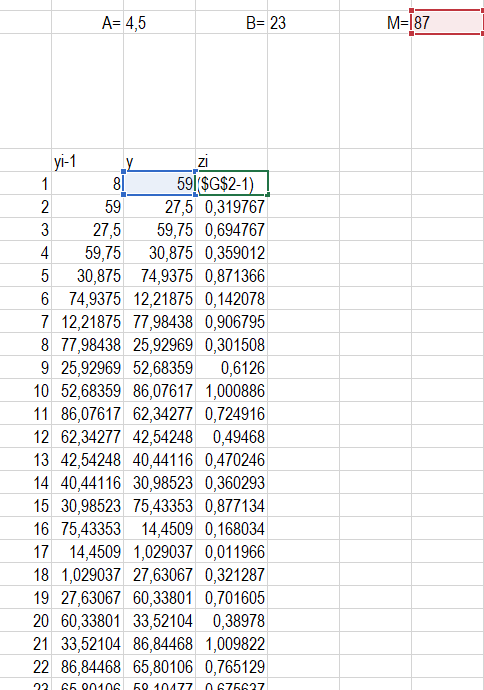 A= 4,5 B= 23 M= 87
yi-1 y zi
1 8 59 ($G$2-1)
2 59 27,5 0,319767
3 27,5 59,75 0,694767
4 59,75 30,875 0,359012
5 30,875 74,9375 0,871366
6 74,9375 12,21875 0,142078
7 12,21875 77,98438 0,906795
8 77,98438 25,92969 0,301508
9 25,92969 52,68359 0,6126
10 52,68359 86,07617 1,000886
11 86,07617 62,34277 0,724916
12 62,34277 42,54248 0,49468
13 42,54248 40,44116 0,470246
14 40,44116 30,98523 0,360293
15 30,98523 75,43353 0,877134
16 75,43353 14,4509 0,168034
17 14,4509 1,029037 0,011966
18 1,029037 27,63067 0,321287
19 27,63067 60,33801 0,701605
20 60,33801 33,52104 0,38978
21 33,52104 86,84468 1,009822
22 86,84468 65,80106 0,765129
23 65,80106 58,10477 0,675637